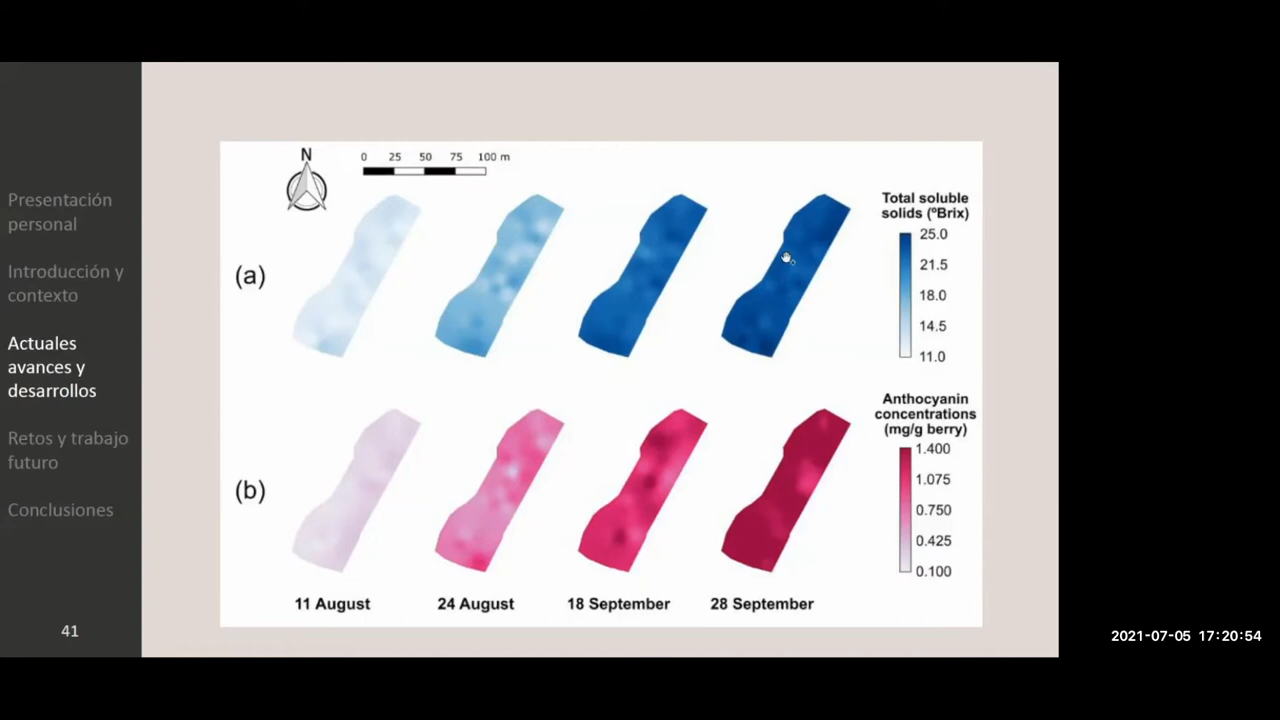 Presentación
personal
Introducción y
contexto
Actuales
avances y
desarrollos
Retos y trabajo
futuro
Conclusiones
41
N
0 25 50 75 100 m
(a)
Total soluble
solids (ºBrix)
25.0
21.5
18.0
14.5
11.0
(b)
Anthocyanin
concentrations
(mg/g berry)
1.400
1.075
0.750
0.425
0.100
11 August 24 August 18 September 28 September
2021-07-05 17:20:54